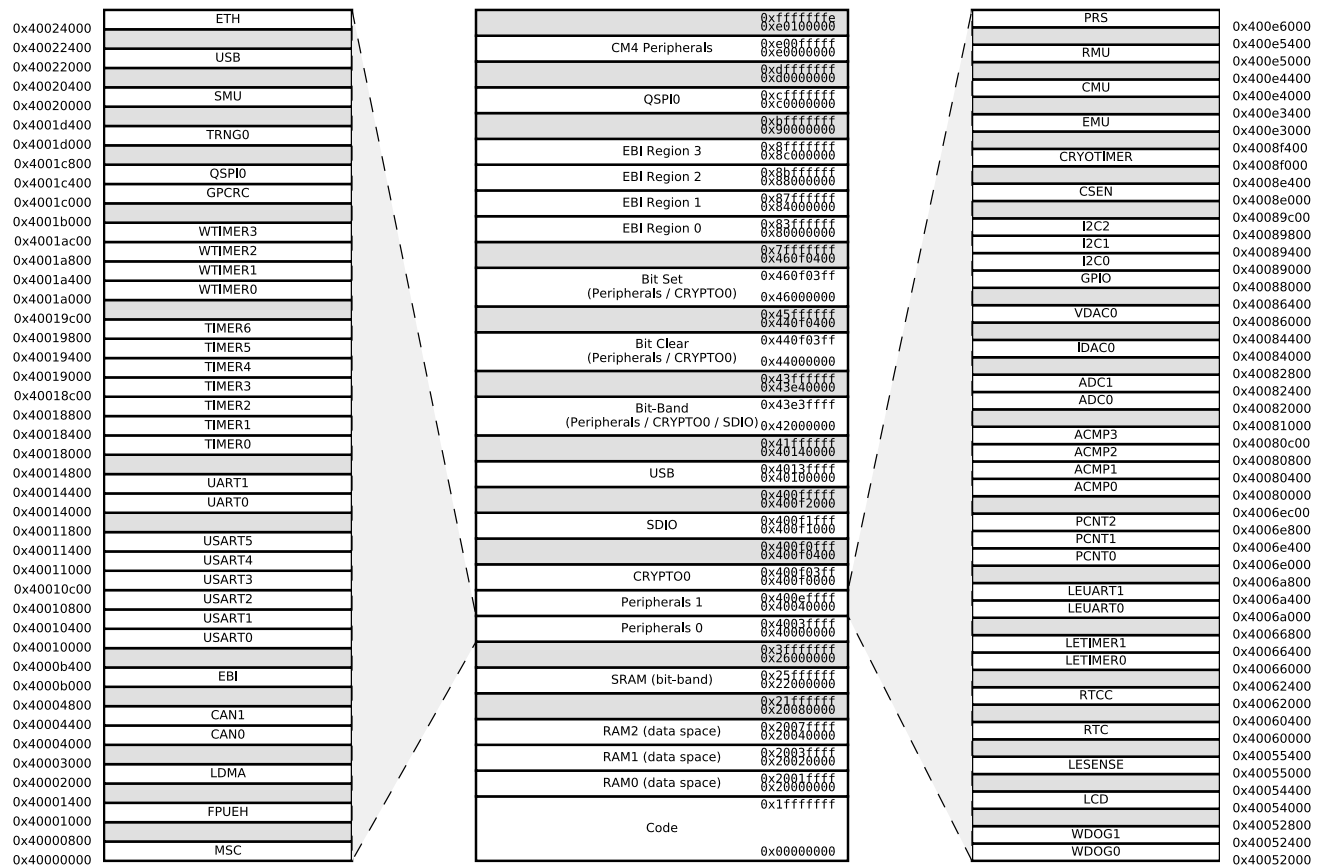 ETH
0x40024000
0x40022400
USB
0x40022000
0x40020400
SMU
0x40020000
0x4001d400
TRNG0
0x4001d000
0x4001c800
QSPI0
0x4001c400
GPCRC
0x4001c000
0x4001b000
WTIMER3
0x4001ac00
WTIMER2
0x4001a800
WTIMER1
0x4001a400
WTIMER0
0x4001a000
0x40019c00
TIMER6
0x40019800
TIMER5
0x40019400
TIMER4
0x40019000
TIMER3
0x40018c00
TIMER2
0x40018800
TIMER1
0x40018400
TIMER0
0x40018000
0x40014800
UART1
0x40014400
UART0
0x40014000
0x40011800
USART5
0x40011400
USART4
0x40011000
USART3
0x40010c00
USART2
0x40010800
USART1
0x40010400
USART0
0x40010000
0x4000b400
EBI
0x4000b000
0x40004800
CAN1
0x40004400
CAN0
0x40004000
0x40003000
LDMA
0x40002000
0x40001400
FPUEH
0x40001000
0x40000800
MSC
0x40000000
0xfffffffe
0xe0100000
CM4 Peripherals
0xe00fffff
0xe0000000
0xdfffffff
0xd0000000
QSPI0
0xcfffffff
0xc0000000
0xbfffffff
0x90000000
EBI Region 3
0x8fffffff
0x8c000000
EBI Region 2
0x8bffffff
0x88000000
EBI Region 1
0x87ffffff
0x84000000
EBI Region 0
0x83ffffff
0x80000000
0x7fffffff
0x460f0400
Bit Set
(Peripherals / CRYPTO0)
0x460f03ff
0x46000000
0x45ffffff
0x440f0400
Bit Clear
(Peripherals / CRYPTO0)
0x440f03ff
0x44000000
0x43ffffff
0x43e40000
Bit-Band
(Peripherals / CRYPTO0 / SDIO)
0x43e3ffff
0x42000000
0x41ffffff
0x40140000
USB
0x4013ffff
0x40100000
0x400fffff
0x400f2000
SDIO
0x400f1fff
0x400f1000
0x400f0fff
0x400f0400
CRYPTO0
0x400f03ff
0x400f0000
Peripherals 1
0x400effff
0x40040000
Peripherals 0
0x4003ffff
0x40000000
0x3fffffff
0x26000000
SRAM (bit-band)
0x25ffffff
0x22000000
0x21ffffff
0x20080000
RAM2 (data space)
0x2007ffff
0x20040000
RAM1 (data space)
0x2003ffff
0x20020000
RAM0 (data space)
0x2001ffff
0x20000000
0x1fffffff
Code
0x00000000
PRS
0x400e6000
0x400e5400
RMU
0x400e5000
0x400e4400
CMU
0x400e4000
0x400e3400
EMU
0x400e3000
0x4008f400
CRYOTIMER
0x4008f000
0x4008e400
CSEN
0x4008e000
0x40089c00
I2C2
0x40089800
I2C1
0x40089400
I2C0
0x40089000
GPIO
0x40088000
0x40086400
VDAC0
0x40086000
0x40084400
IDAC0
0x40084000
0x40082800
ADC1
0x40082400
ADC0
0x40082000
0x40081000
ACMP3
0x40080c00
ACMP2
0x40080800
ACMP1
0x40080400
ACMP0
0x40080000
0x4006ec00
PCNT2
0x4006e800
PCNT1
0x4006e400
PCNT0
0x4006e000
0x4006a800
LEUART1
0x4006a400
LEUART0
0x4006a000
0x40066800
LETIMER1
0x40066400
LETIMER0
0x40066000
0x40062400
RTCC
0x40062000
0x40060400
RTC
0x40060000
0x40055400
LESENSE
0x40055000
0x40054400
LCD
0x40054000
0x40052800
WDOG1
0x40052400
WDOG0
0x40052000